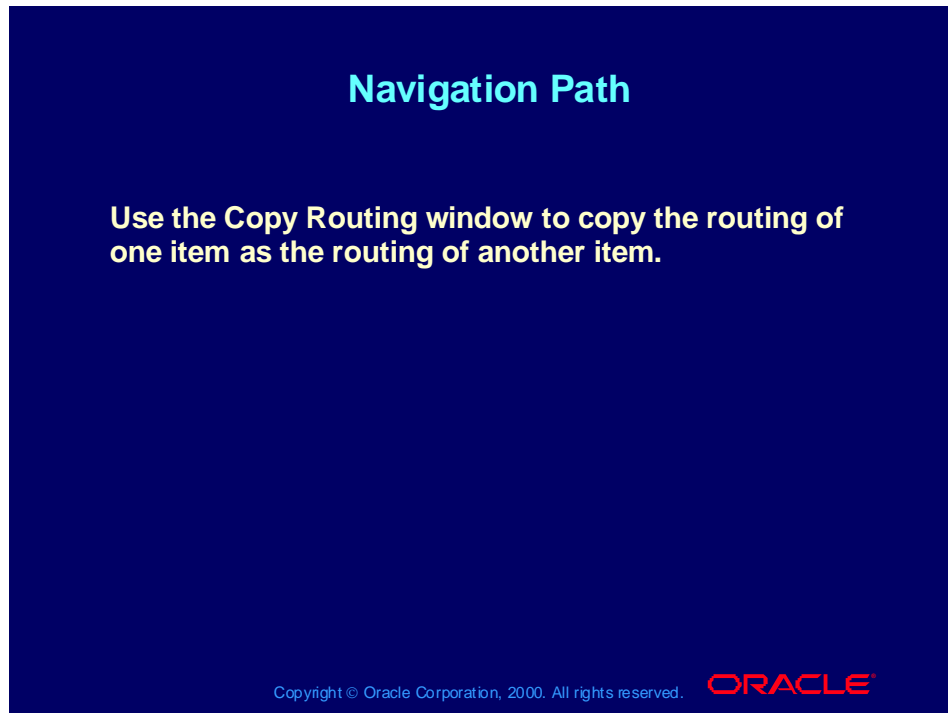 Navigation Path
Use the Copy Routing window to copy the routing of
one item as the routing of another item.
Copyright © Oracle Corporation, 2000. All rights reserved.
ORACLE®